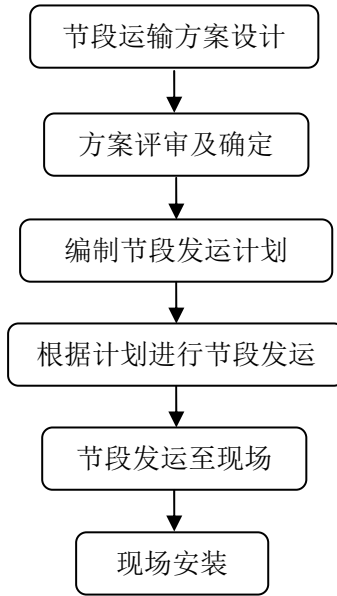 节段运输方案设计
方案评审及确定
编制节段发运计划
根据计划进行节段发运
节段发运至现场
现场安装